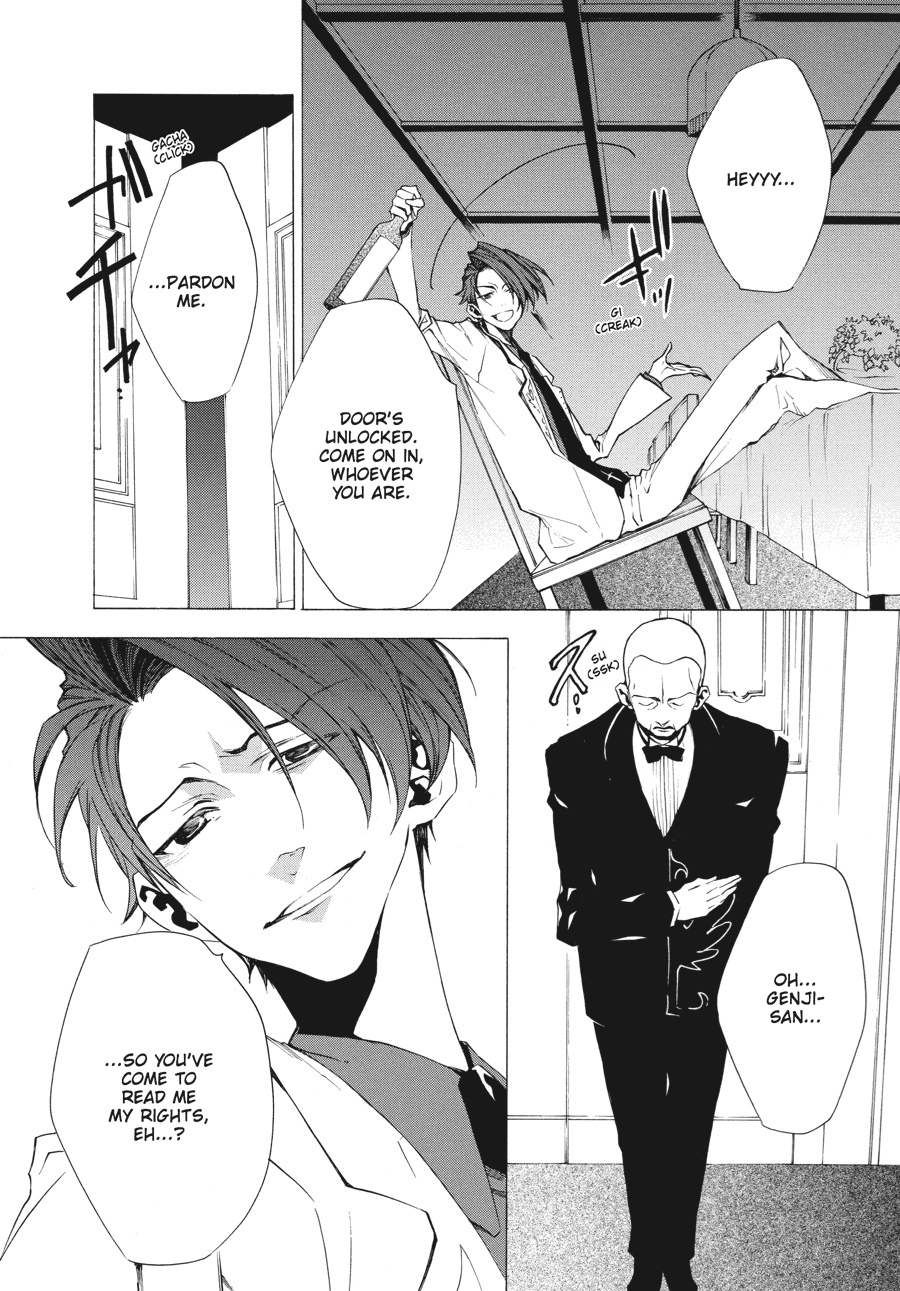 HEYYY...
ギッ
GI
(CREAK)
DOOR'S
UNLOCKED.
COME ON IN,
WHOEVER
YOU ARE.
GACHA
(CLICK)
ガチャ...
...PARDON
ME.
SU
(SSK)
ス...
OH...
GENJI-
SAN...
...SO YOU'VE
COME TO
READ ME
MY RIGHTS,
EH...?